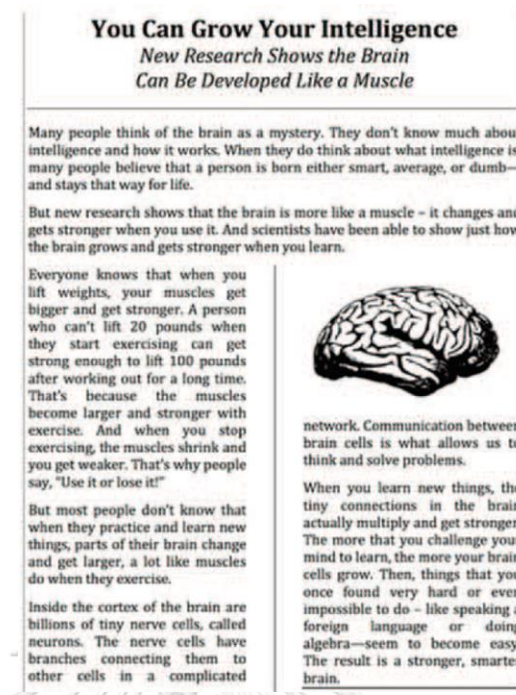 You Can Grow Your Intelligence
New Research Shows the Brain
Can Be Developed Like a Muscle
Many people think of the brain as a mystery. They don't know much abou
intelligence and how it works. When they do think about what intelligence is
many people believe that a person is born either smart, average, or dumb—
and stays that way for life.
But new research shows that the brain is more like a muscle – it changes and
gets stronger when you use it. And scientists have been able to show just how
the brain grows and gets stronger when you learn.
Everyone knows that when you
lift weights, your muscles get
bigger and get stronger. A person
who can't lift 20 pounds when
they start exercising can get
strong enough to lift 100 pounds
after working out for a long time.
That's because the muscles
become larger and stronger with
exercise. And when you stop
exercising, the muscles shrink and
you get weaker. That's why people
say, "Use it or lose it!"
But most people don't know that
when they practice and learn new
things, parts of their brain change
and get larger, a lot like muscles
do when they exercise.
Inside the cortex of the brain are
billions of tiny nerve cells, called
neurons. The nerve cells have
branches connecting them to
other cells in a complicated
network. Communication between
brain cells is what allows us to
think and solve problems.
When you learn new things, the
tiny connections in the brain
actually multiply and get stronger.
The more that you challenge your
mind to learn, the more your brain
cells grow. Then, things that you
once found very hard or even
impossible to do – like speaking a
foreign language or doing
algebra—seem to become easy.
The result is a stronger, smarter
brain.